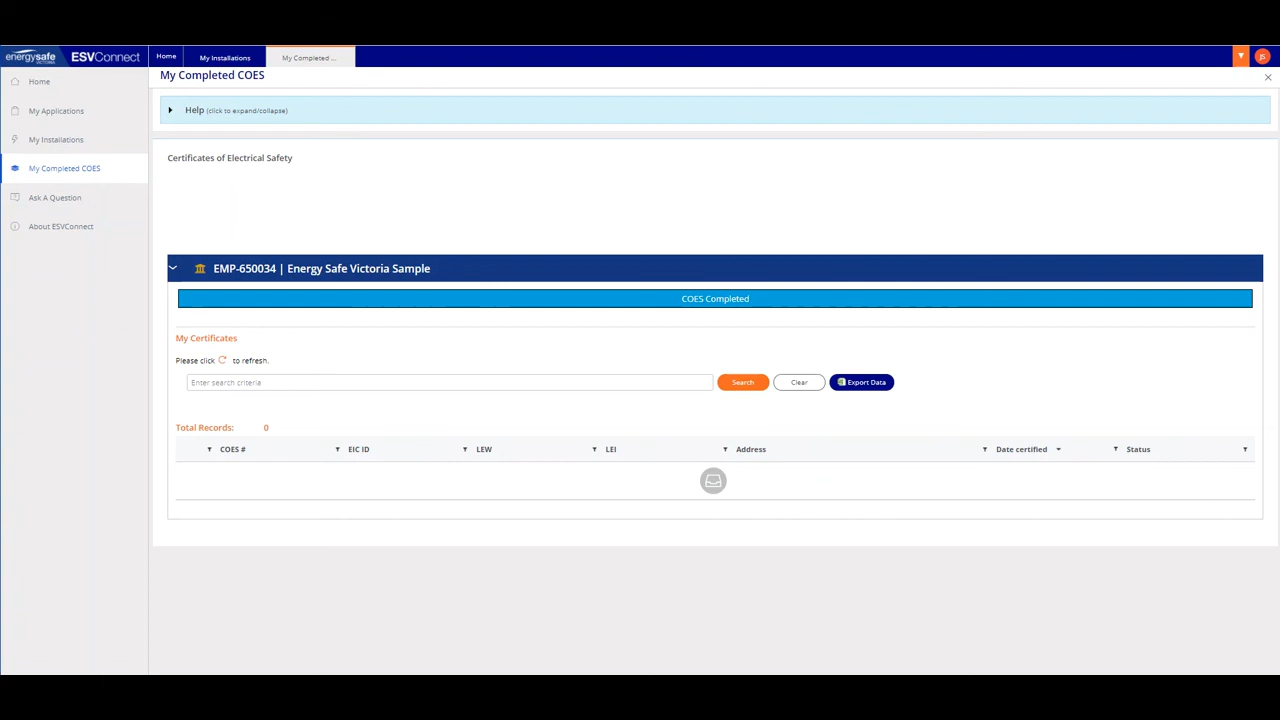 energysafe VICTORIA ESVConnect Home My Installations My Completed ... JS
My Completed COES
Home
My Applications
My Installations
My Completed COES
Ask A Question
About ESVConnect
Help (click to expand/collapse)
Certificates of Electrical Safety
EMP-650034 | Energy Safe Victoria Sample
COES Completed
My Certificates
Please click to refresh.
Enter search criteria Search Clear Export Data
Total Records: 0
COES # EIC ID LEW LEI Address Date certified Status